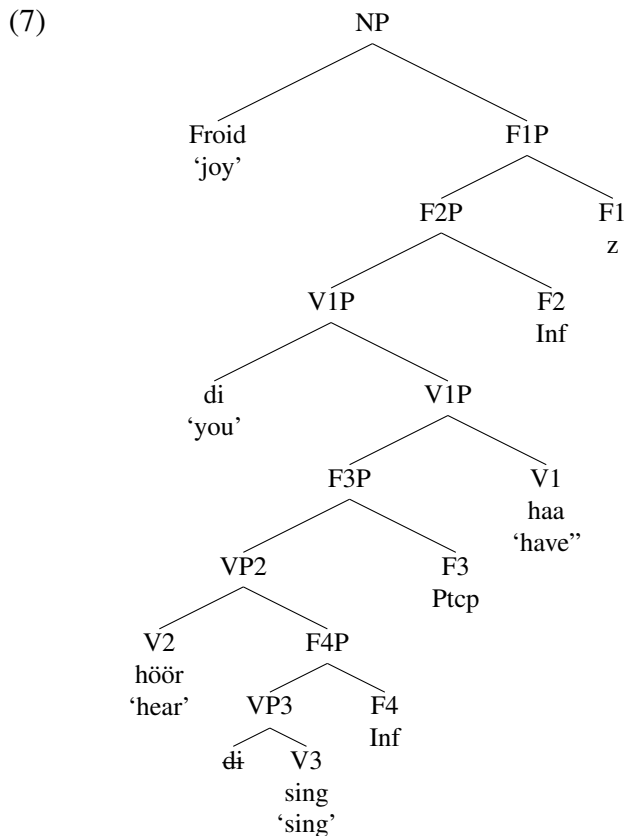 (7)
NP
Froid F1P
‘joy’
F2P F1
z
V1P F2
Inf
di V1P
‘you’
F3P V1
haa
‘have”
VP2 F3
Ptcp
V2 F4P
höör
‘hear’ VP3 F4
Inf
di V3
sing
‘sing’